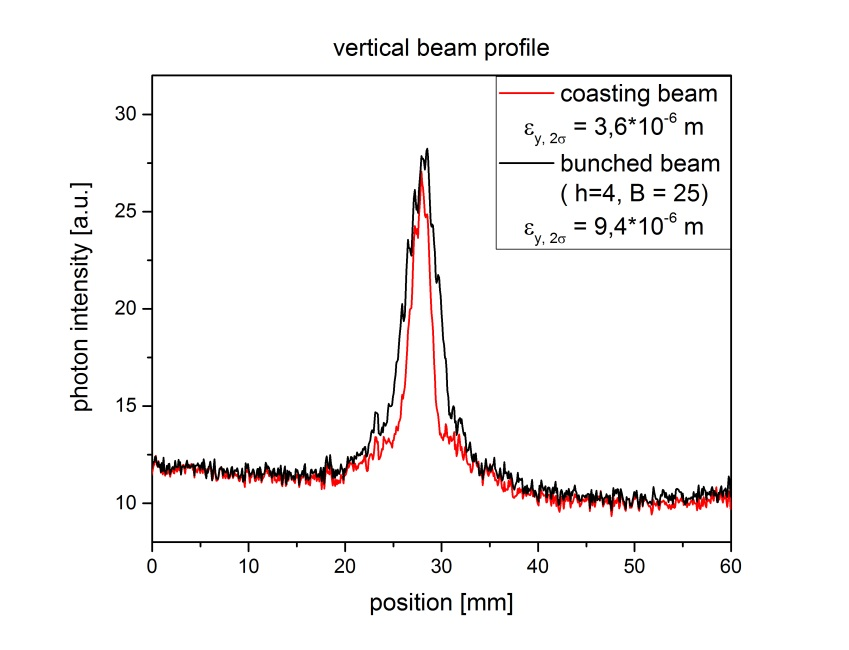 vertical beam profile
coasting beam
εy, 2σ = 3,6*10-6 m
bunched beam
( h=4, B = 25)
εy, 2σ = 9,4*10-6 m
photon intensity [a.u.]
30
25
20
15
10
0 10 20 30 40 50 60
position [mm]